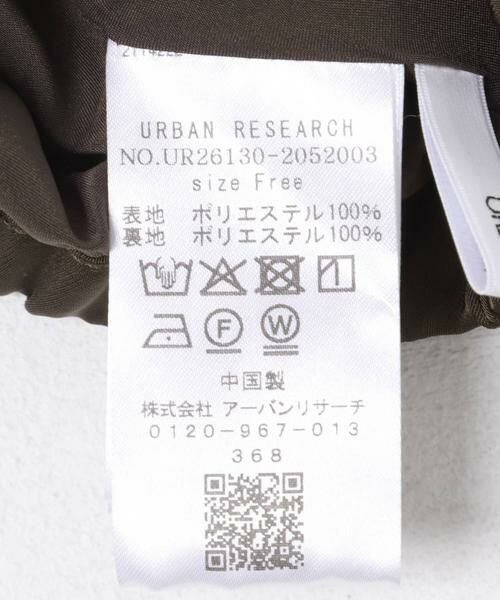 URBAN RESEARCH
NO.UR26130-2052003
size Free
表地 ポリエステル100%
裏地 ポリエステル100%
F W
中国製
株式会社 アーバンリサーチ
0120-967-013
368